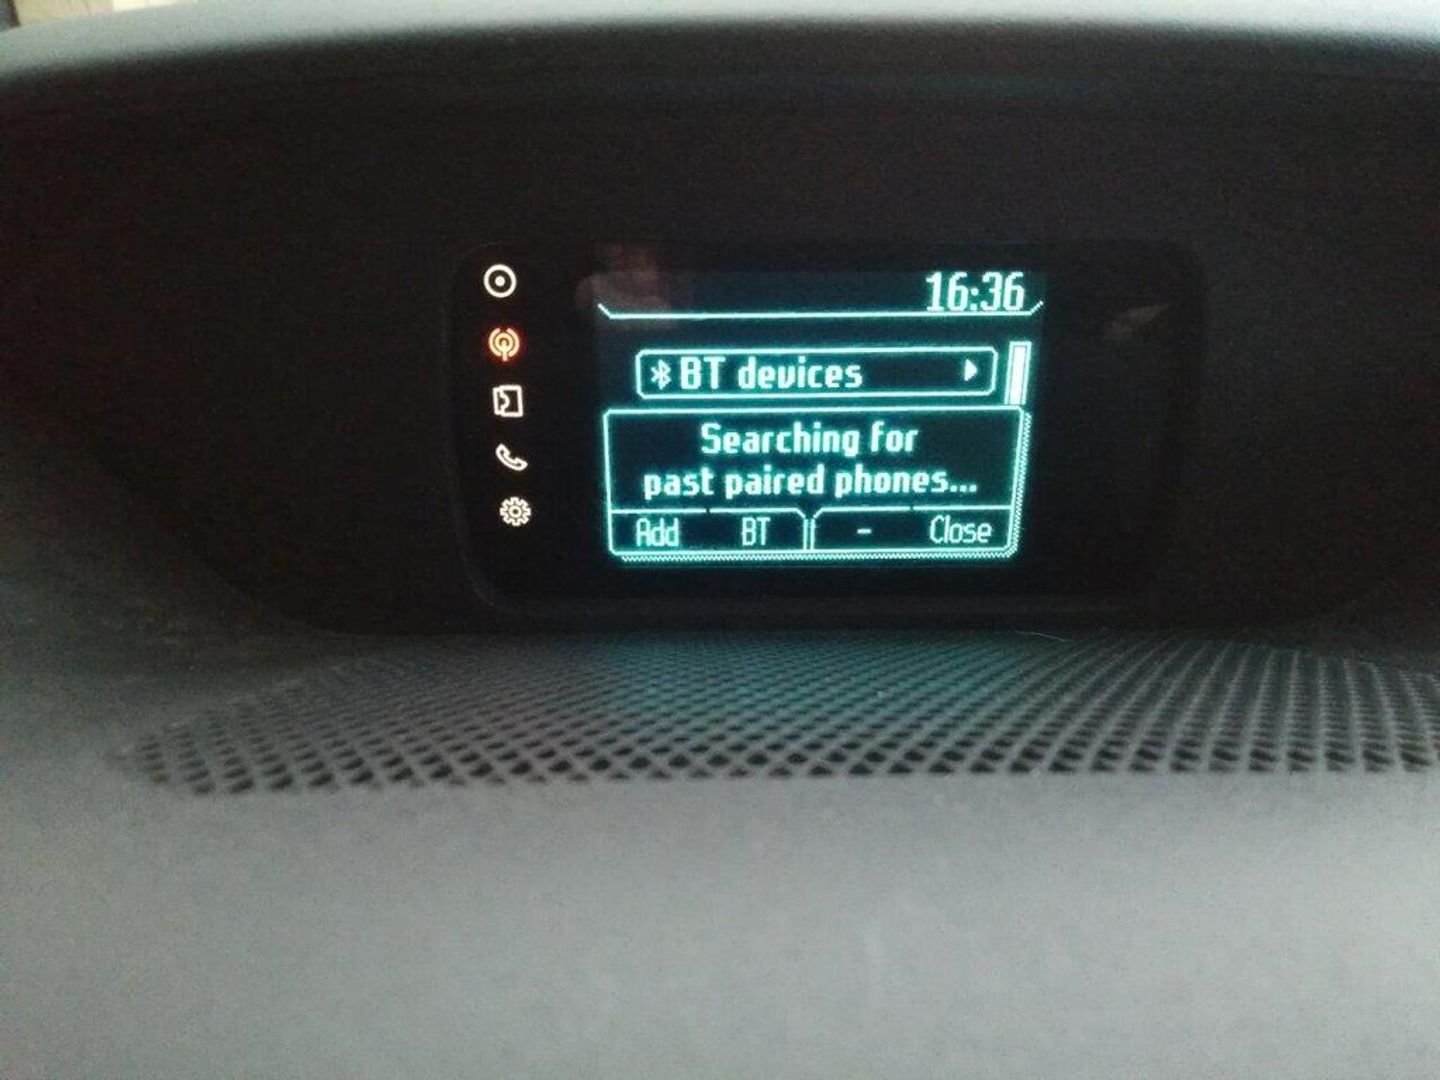 16:36
BT devices
Searching for
past paired phones...
Add BT - Close